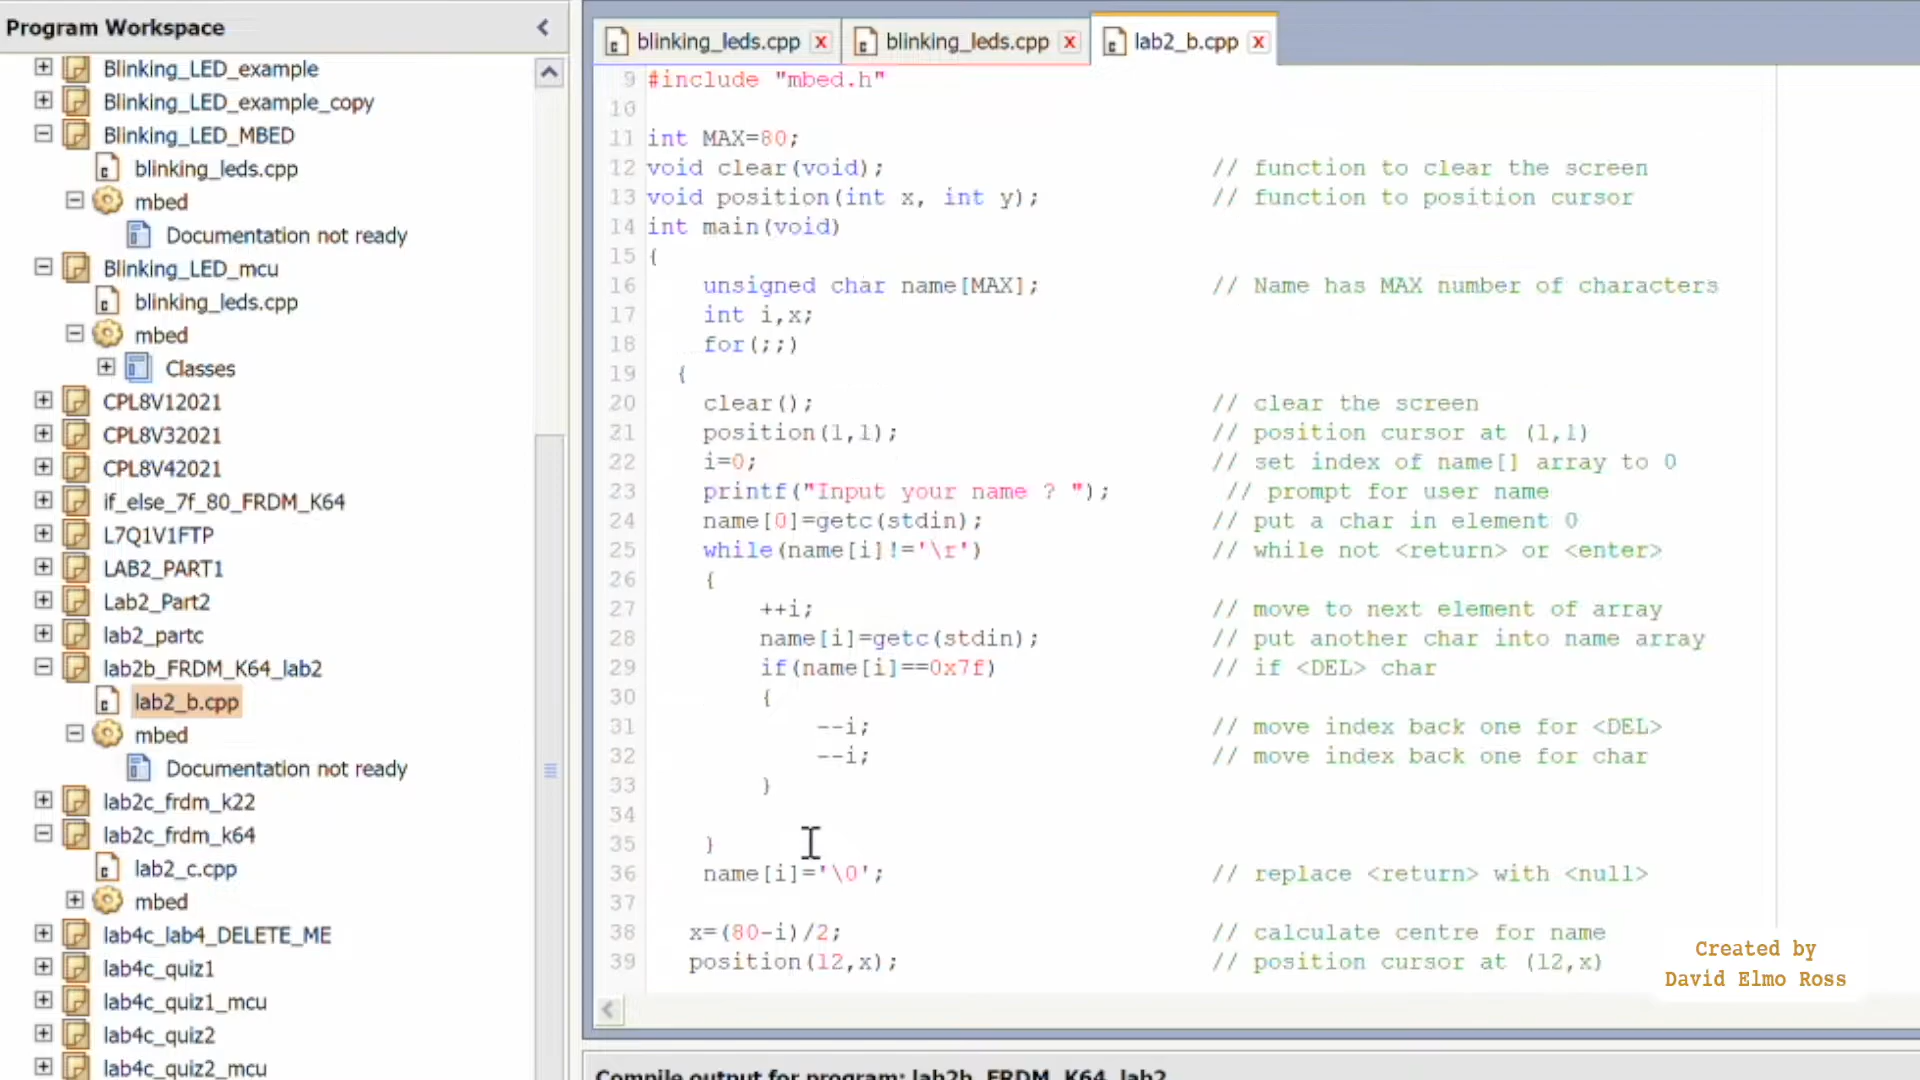 Program Workspace
Blinking_LED_example
Blinking_LED_example_copy
Blinking_LED_MBED
blinking_leds.cpp
mbed
Documentation not ready
Blinking_LED_mcu
blinking_leds.cpp
mbed
Classes
CPL8V12021
CPL8V32021
CPL8V42021
if_else_7f_80_FRDM_K64
L7Q1V1FTP
LAB2_PART1
Lab2_Part2
lab2_partc
lab2b_FRDM_K64_lab2
lab2_b.cpp
mbed
Documentation not ready
lab2c_frdm_k22
lab2c_frdm_k64
lab2_c.cpp
mbed
lab4c_lab4_DELETE_ME
lab4c_quiz1
lab4c_quiz1_mcu
lab4c_quiz2
lab4c_quiz2_mcu
blinking_leds.cpp blinking_leds.cpp lab2_b.cpp
9 #include "mbed.h"
10
11 int MAX=80;
12 void clear(void); // function to clear the screen
13 void position(int x, int y); // function to position cursor
14 int main(void)
15 {
16 unsigned char name[MAX]; // Name has MAX number of characters
17 int i,x;
18 for(;;)
19 {
20 clear(); // clear the screen
21 position(1,1); // position cursor at (1,1)
22 i=0; // set index of name[] array to 0
23 printf("Input your name ? "); // prompt for user name
24 name[0]=getc(stdin); // put a char in element 0
25 while(name[i]!='\r') // while not <return> or <enter>
26 {
27 ++i; // move to next element of array
28 name[i]=getc(stdin); // put another char into name array
29 if(name[i]==0x7f) // if <DEL> char
30 {
31 --i; // move index back one for <DEL>
32 --i; // move index back one for char
33 }
34
35 }
36 name[i]='\0'; // replace <return> with <null>
37
38 x=(80-i)/2; // calculate centre for name
39 position(12,x); // position cursor at (12,x)
Created by
David Elmo Ross
Compile output for program: lab2b_FRDM_K64_lab2